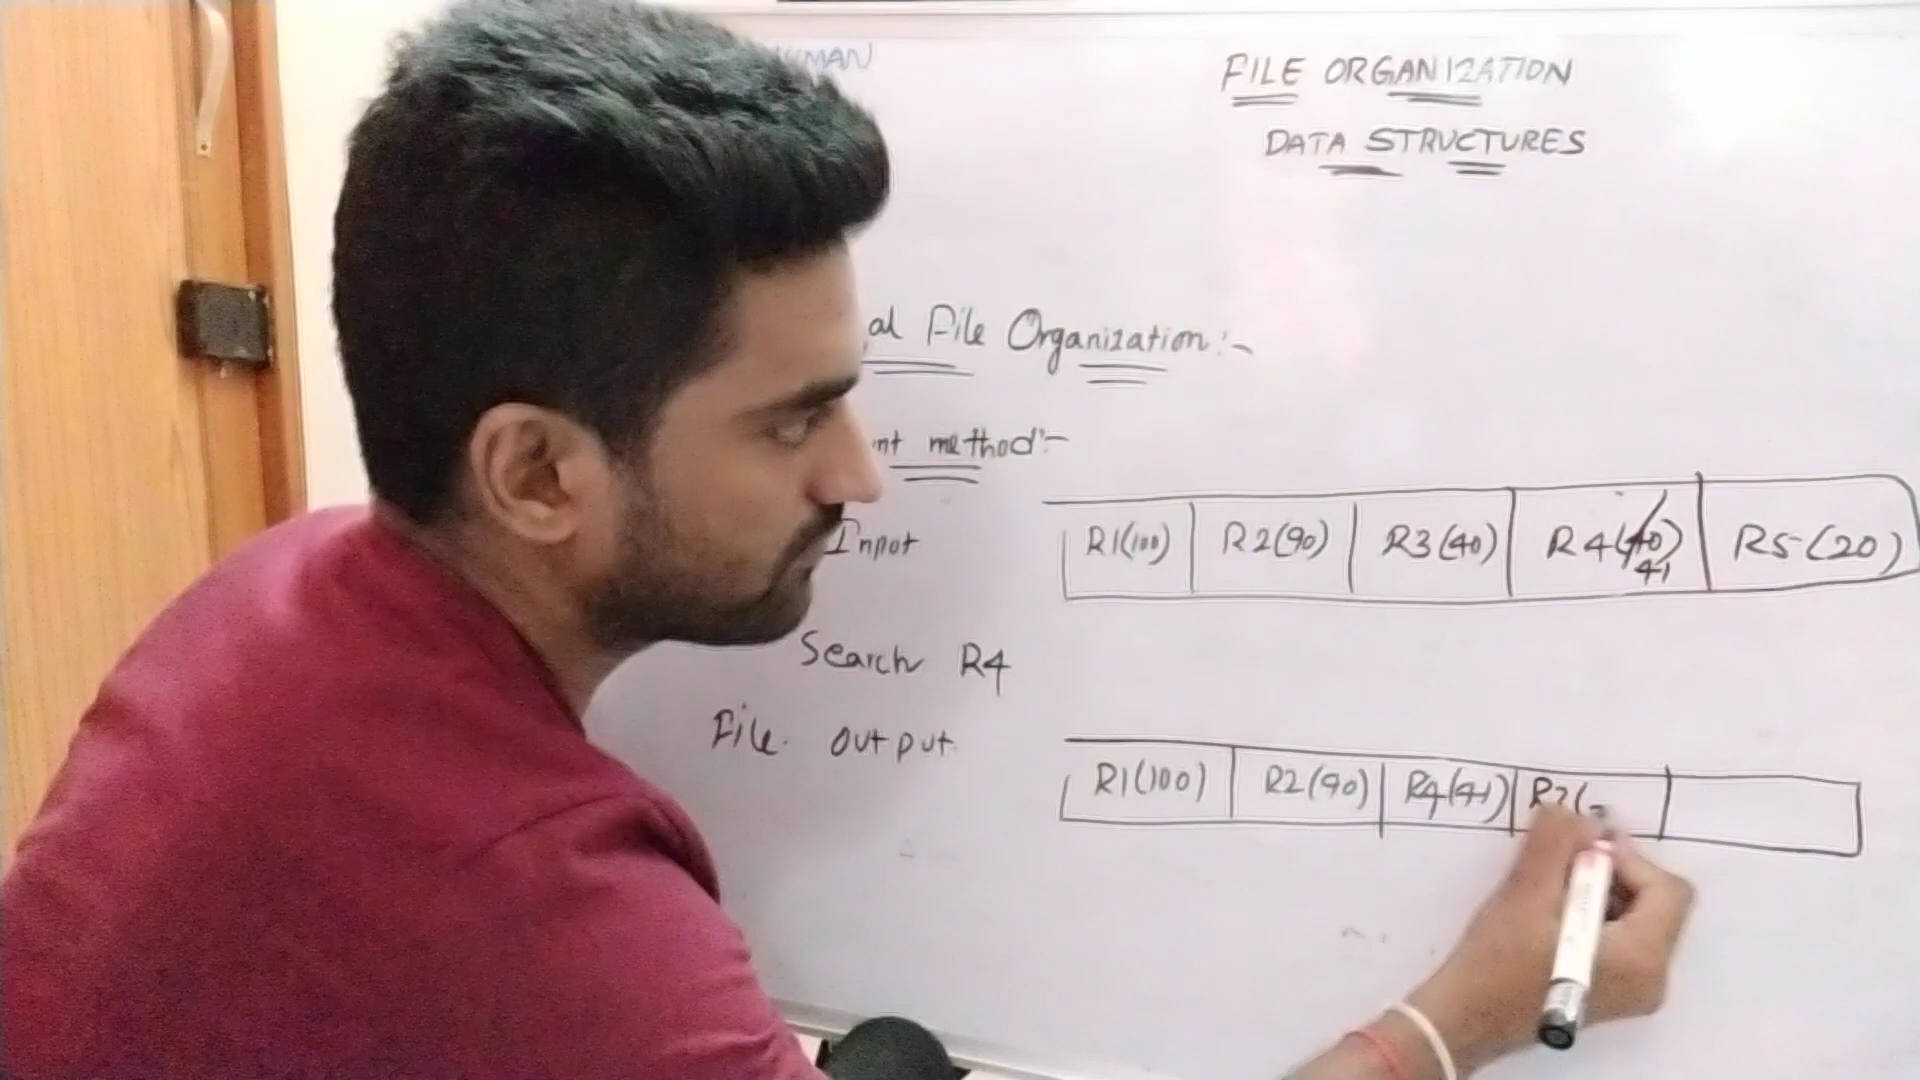 FILE ORGANIZATION
DATA STRUCTURES
al File Organization:-
nt method:-
Input R1(100) R2(90) R3(40) R4(40) R5(20)
41
Search R4
File output R1(100) R2(90) R4(41) R3(